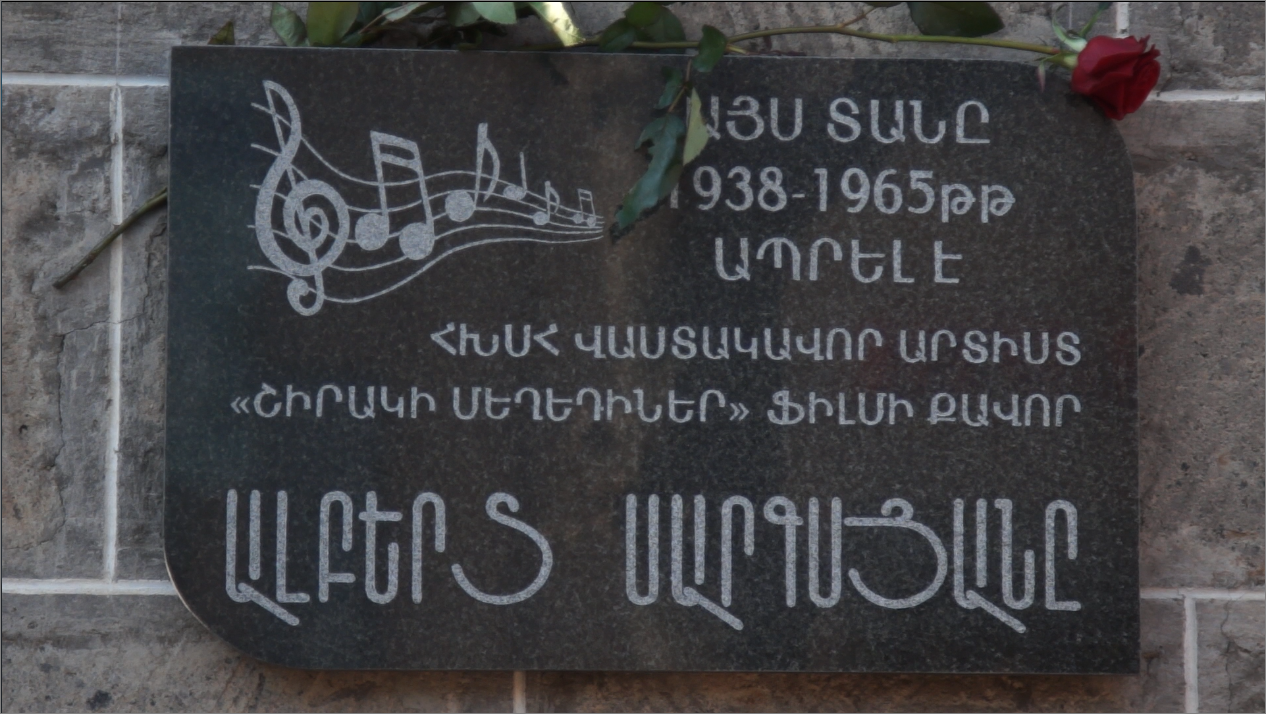 ԱՅՍ ՏԱՆԸ
1938-1965թթ
ԱՊՐԵԼ Է
ՀԽՍՀ ՎԱՍՏԱԿԱՎՈՐ ԱՐՏԻՍՏ
«ՇԻՐԱԿԻ ՄԵՂԵԴԻՆԵՐ» ՖԻԼՄԻ ՔԱՎՈՐ
ԱԼԲԵՐՏ ՍԱՐԳՍՅԱՆԸ